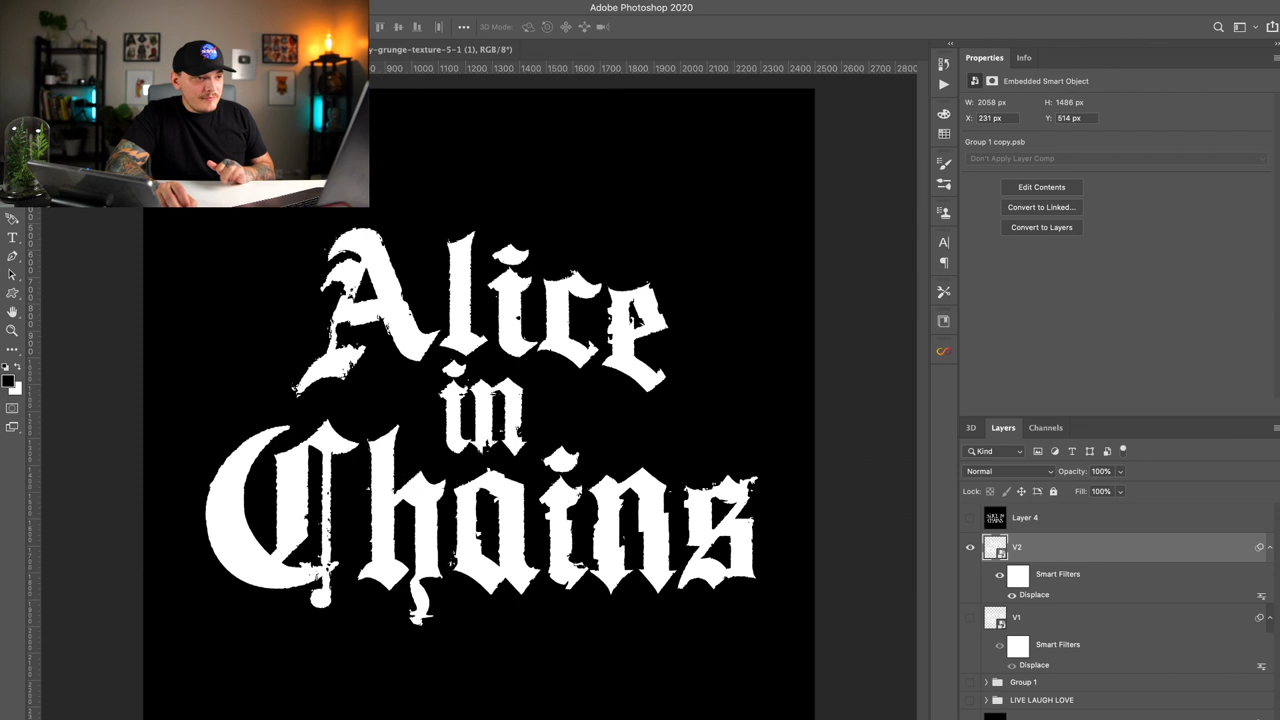 Adobe Photoshop 2020
3D Mode:
y-grunge-texture-5-1 (1), RGB/8*)
900 1000 1100 1200 1300 1400 1500 1600 1700 1800 1900 2000 2100 2200 2300 2400 2500 2600 2700 2800
Properties Info
Embedded Smart Object
W: 2058 px H: 1486 px
X: 231 px Y: 514 px
Group 1 copy.psb
Don't Apply Layer Comp
Edit Contents
Convert to Linked...
Convert to Layers
Alice
in
Chains
3D Layers Channels
Kind
Normal Opacity: 100%
Lock: Fill: 100%
Layer 4
V2
Smart Filters
Displace
V1
Smart Filters
Displace
Group 1
LIVE LAUGH LOVE